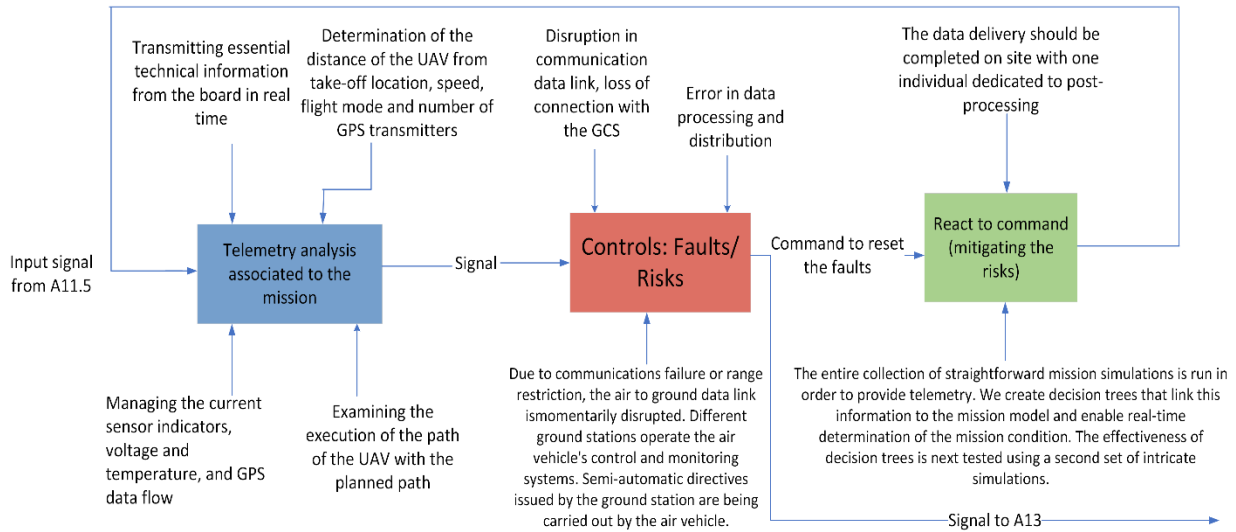 Transmitting essential
technical information
from the board in real
time
Determination of the
distance of the UAV from
take-off location, speed,
flight mode and number of
GPS transmitters
Disruption in
communication
data link, loss of
connection with
the GCS
Error in data
processing and
distribution
The data delivery should be
completed on site with one
individual dedicated to post-
processing
Input signal
from A11.5
Telemetry analysis
associated to the
mission
Signal
Controls: Faults/
Risks
Command to reset
the faults
React to command
(mitigating the
risks)
Managing the current
sensor indicators,
voltage and
temperature, and GPS
data flow
Examining the
execution of the path
of the UAV with the
planned path
Due to communications failure or range
restriction, the air to ground data link
ismomentarily disrupted. Different
ground stations operate the air
vehicle's control and monitoring
systems. Semi-automatic directives
issued by the ground station are being
carried out by the air vehicle.
The entire collection of straightforward mission simulations is run in
order to provide telemetry. We create decision trees that link this
information to the mission model and enable real-time
determination of the mission condition. The effectiveness of
decision trees is next tested using a second set of intricate
simulations.
Signal to A13